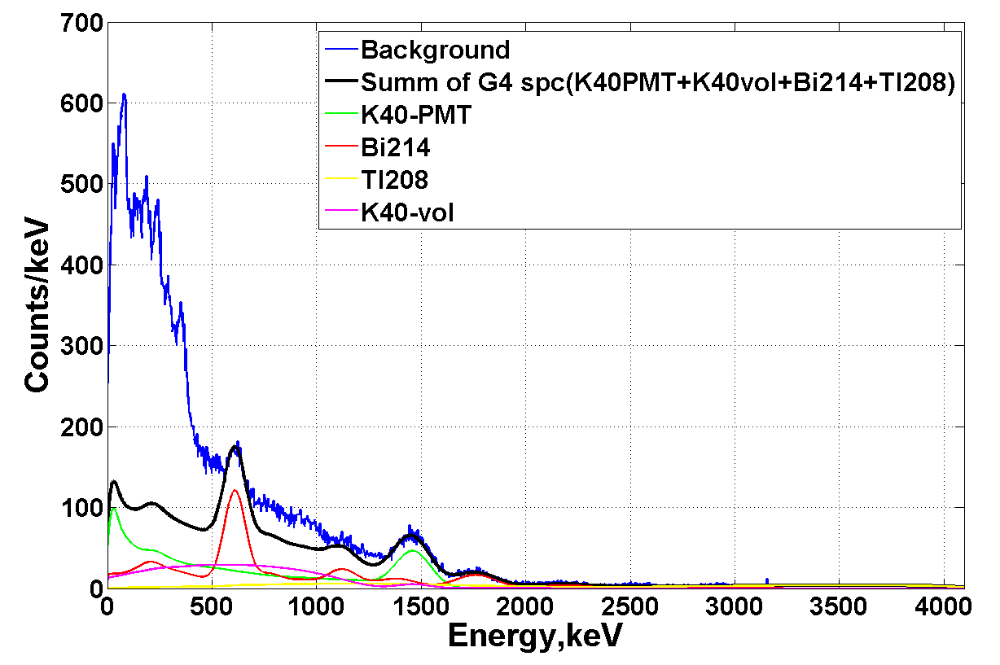 700
600
500
400
300
200
100
0
Counts/keV
Background
Summ of G4 spc(K40PMT+K40vol+Bi214+Tl208)
K40-PMT
Bi214
Tl208
K40-vol
0 500 1000 1500 2000 2500 3000 3500 4000
Energy,keV